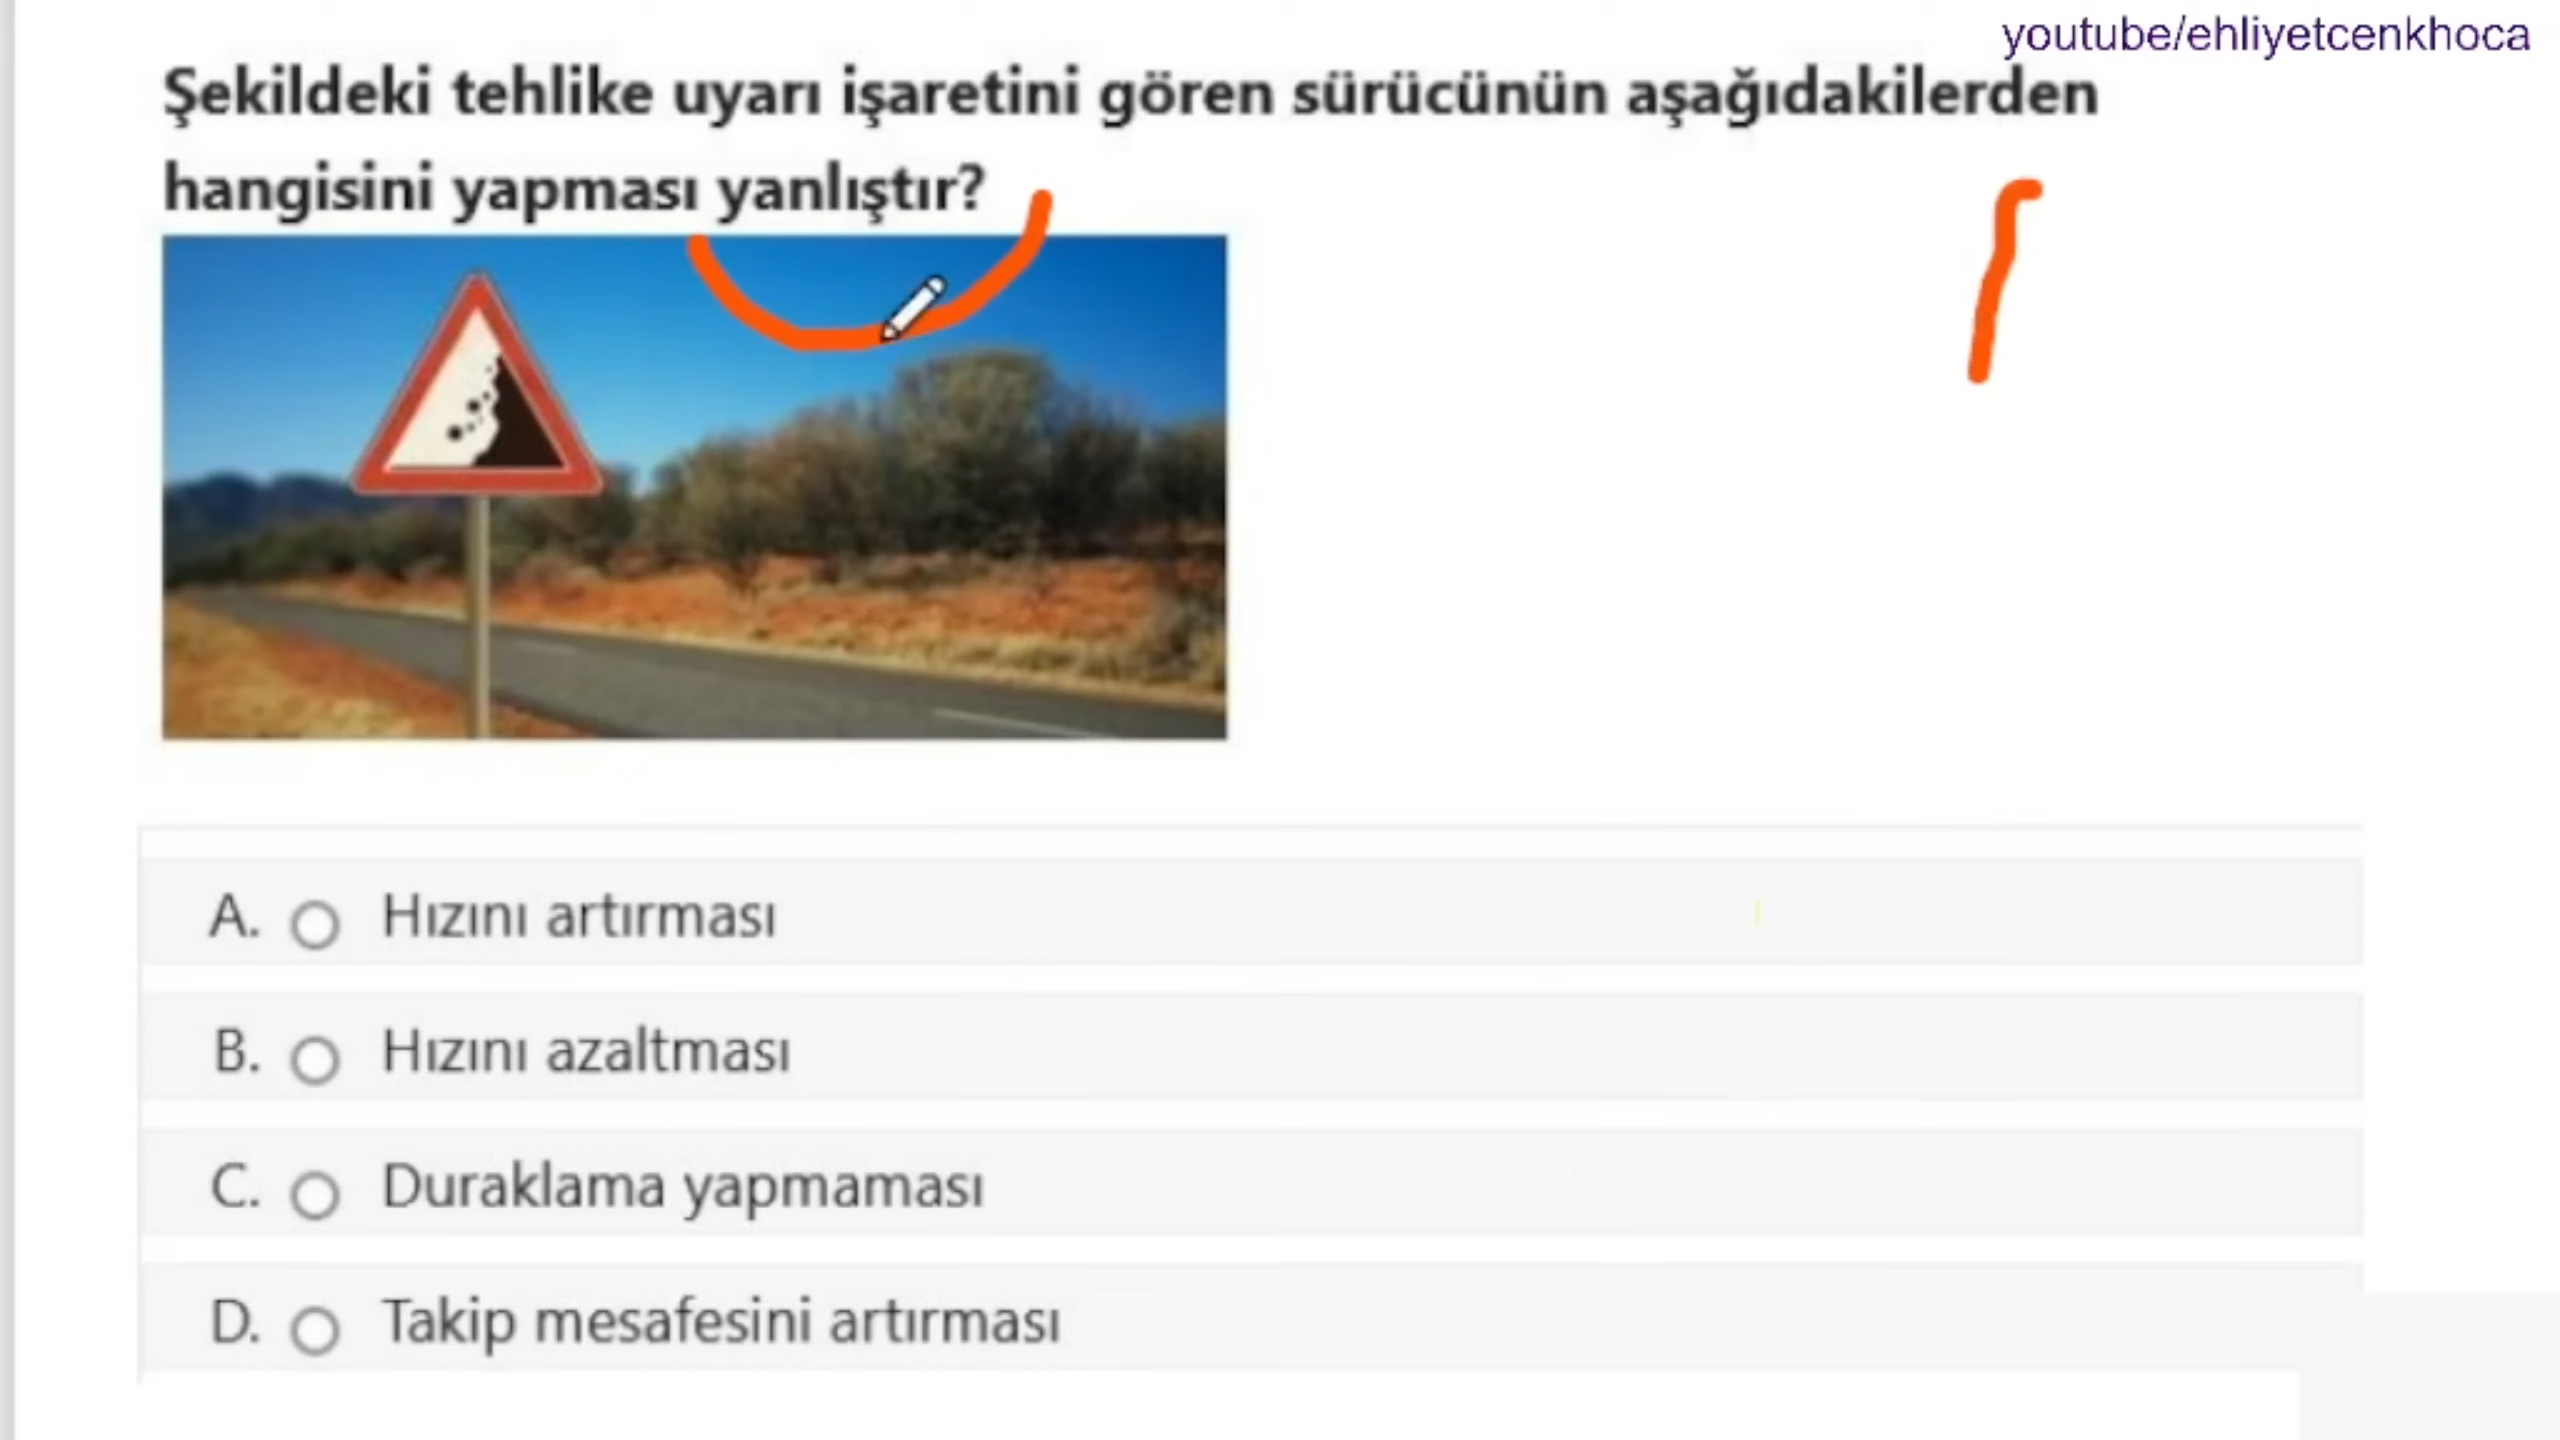 youtube/ehliyetcenkhoca
Şekildeki tehlike uyarı işaretini gören sürücünün aşağıdakilerden
hangisini yapması yanlıştır?
A. Hızını artırması
B. Hızını azaltması
C. Duraklama yapmaması
D. Takip mesafesini artırması